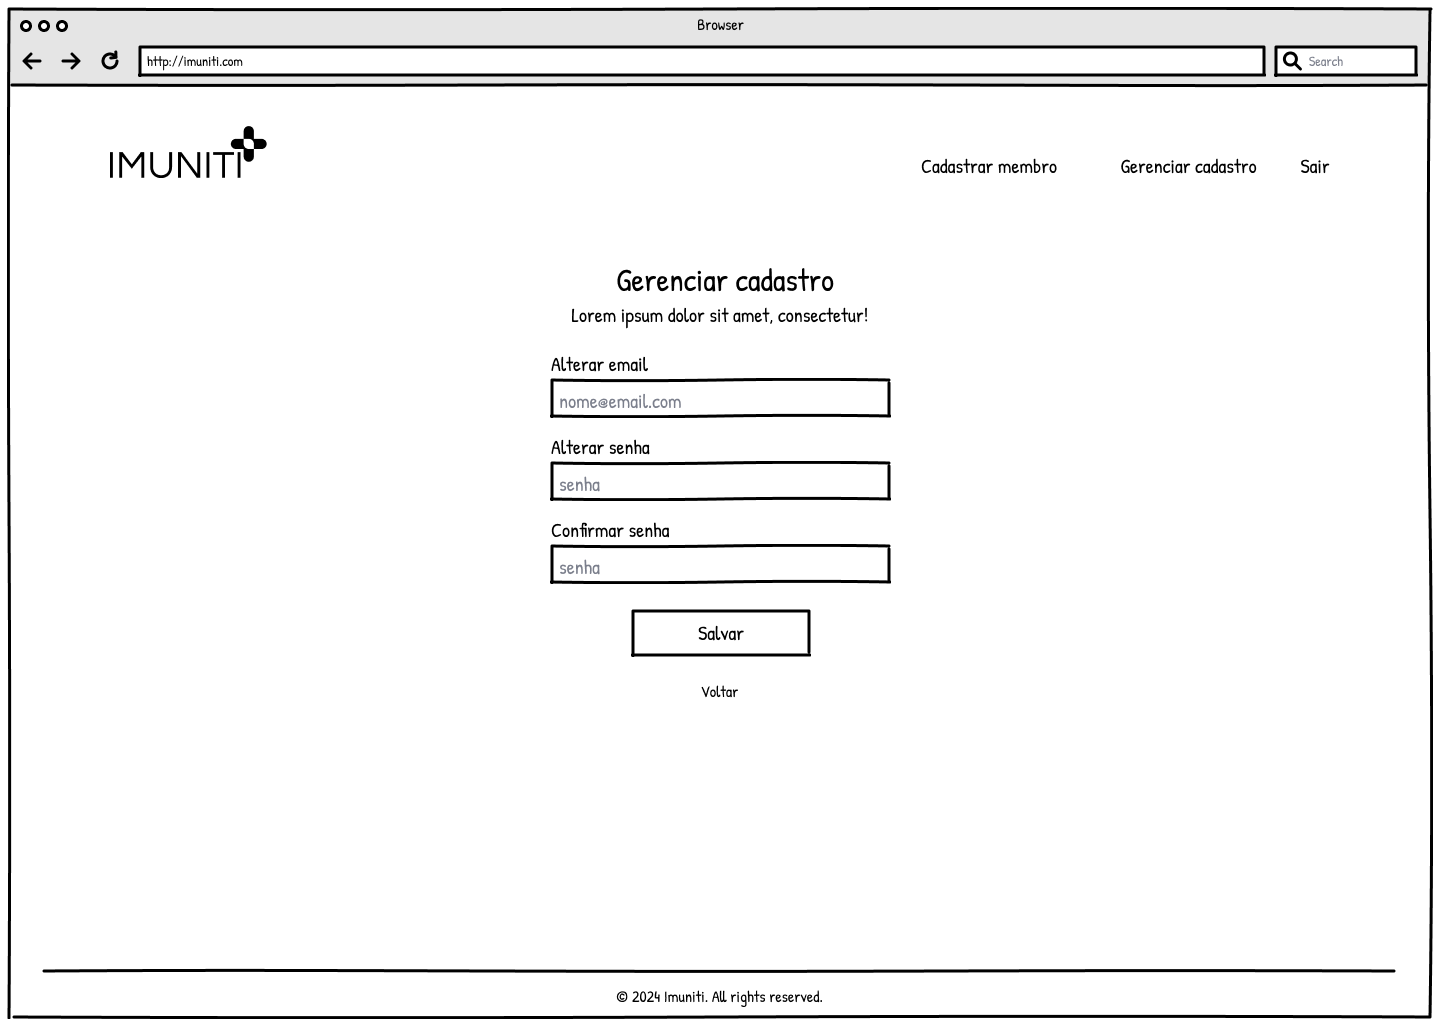 Browser
http://imuniti.com
Search
IMUNITI
Cadastrar membro
Gerenciar cadastro
Sair
Gerenciar cadastro
Lorem ipsum dolor sit amet, consectetur!
Alterar email
nome@email.com
Alterar senha
senha
Confirmar senha
senha
Salvar
Voltar
© 2024 Imuniti. All rights reserved.